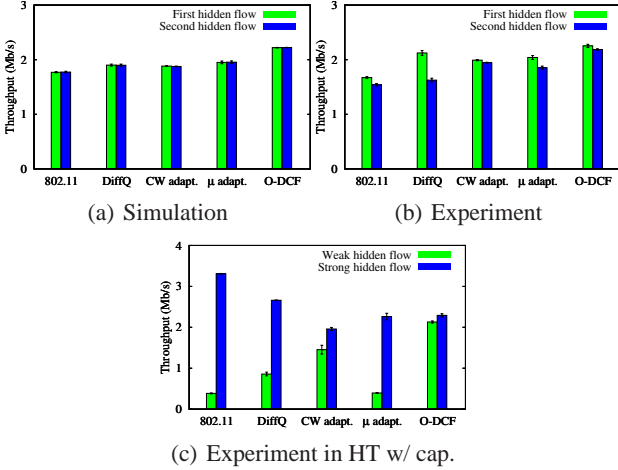 First hidden flow
Second hidden flow
Throughput (Mb/s)
3
2
1
0
802.11 DiffQ CW adapt. μ adapt. O-DCF
(a) Simulation
First hidden flow
Second hidden flow
Throughput (Mb/s)
3
2
1
0
802.11 DiffQ CW adapt. μ adapt. O-DCF
(b) Experiment
Weak hidden flow
Strong hidden flow
Throughput (Mb/s)
4
3
2
1
0
802.11 DiffQ CW adapt. μ adapt. O-DCF
(c) Experiment in HT w/ cap.